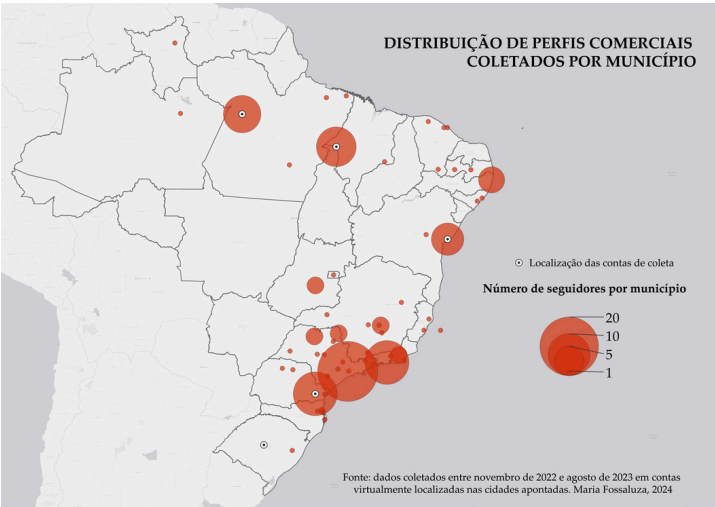 DISTRIBUIÇÃO DE PERFIS COMERCIAIS
COLETADOS POR MUNICÍPIO
Localização das contas de coleta
Número de seguidores por município
20
10
5
1
Fonte: dados coletados entre novembro de 2022 e agosto de 2023 em contas
virtualmente localizadas nas cidades apontadas. Maria Fossaluza, 2024